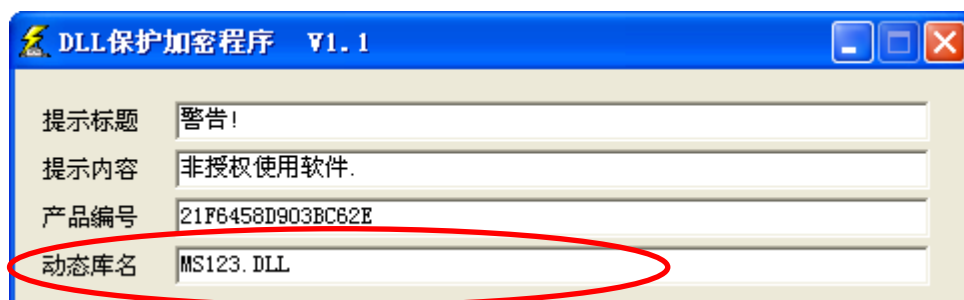 DLL保护加密程序 V1.1
提示标题 警告!
提示内容 非授权使用软件.
产品编号 21F6458D903BC62E
动态库名 MS123.DLL